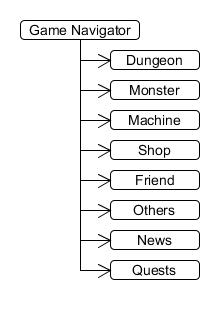 Game Navigator
Dungeon
Monster
Machine
Shop
Friend
Others
News
Quests